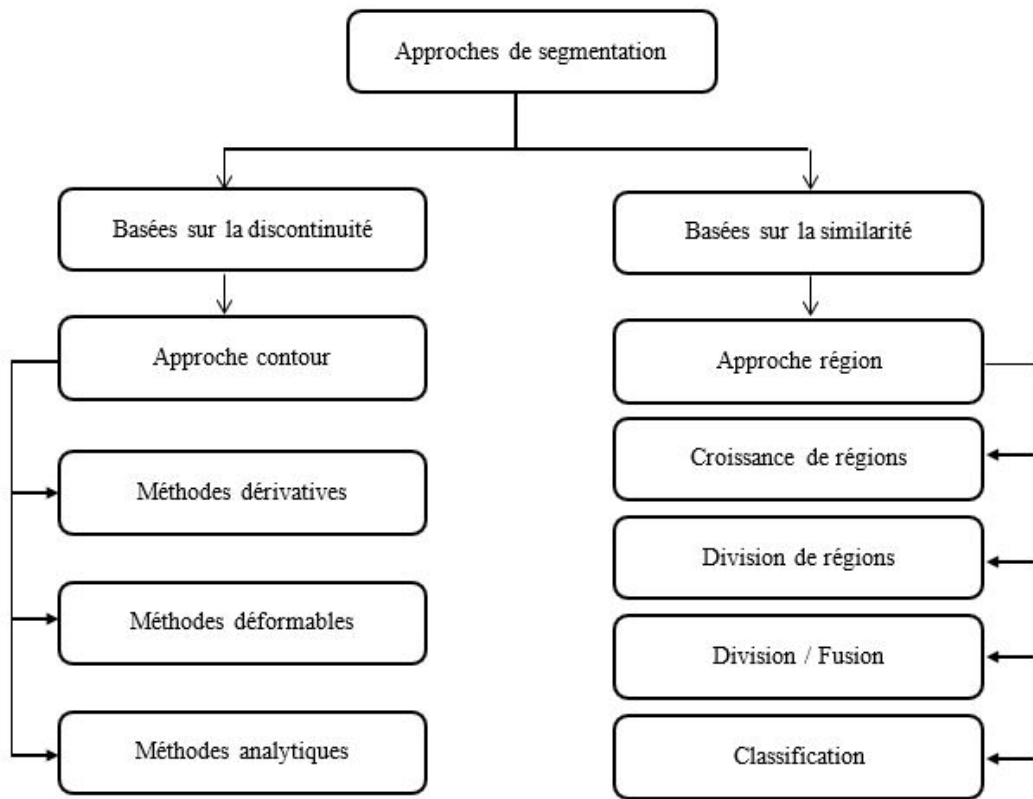 Approches de segmentation
Basées sur la discontinuité
Basées sur la similarité
Approche contour
Approche région
Méthodes dérivatives
Croissance de régions
Méthodes déformables
Division de régions
Méthodes analytiques
Division / Fusion
Classification